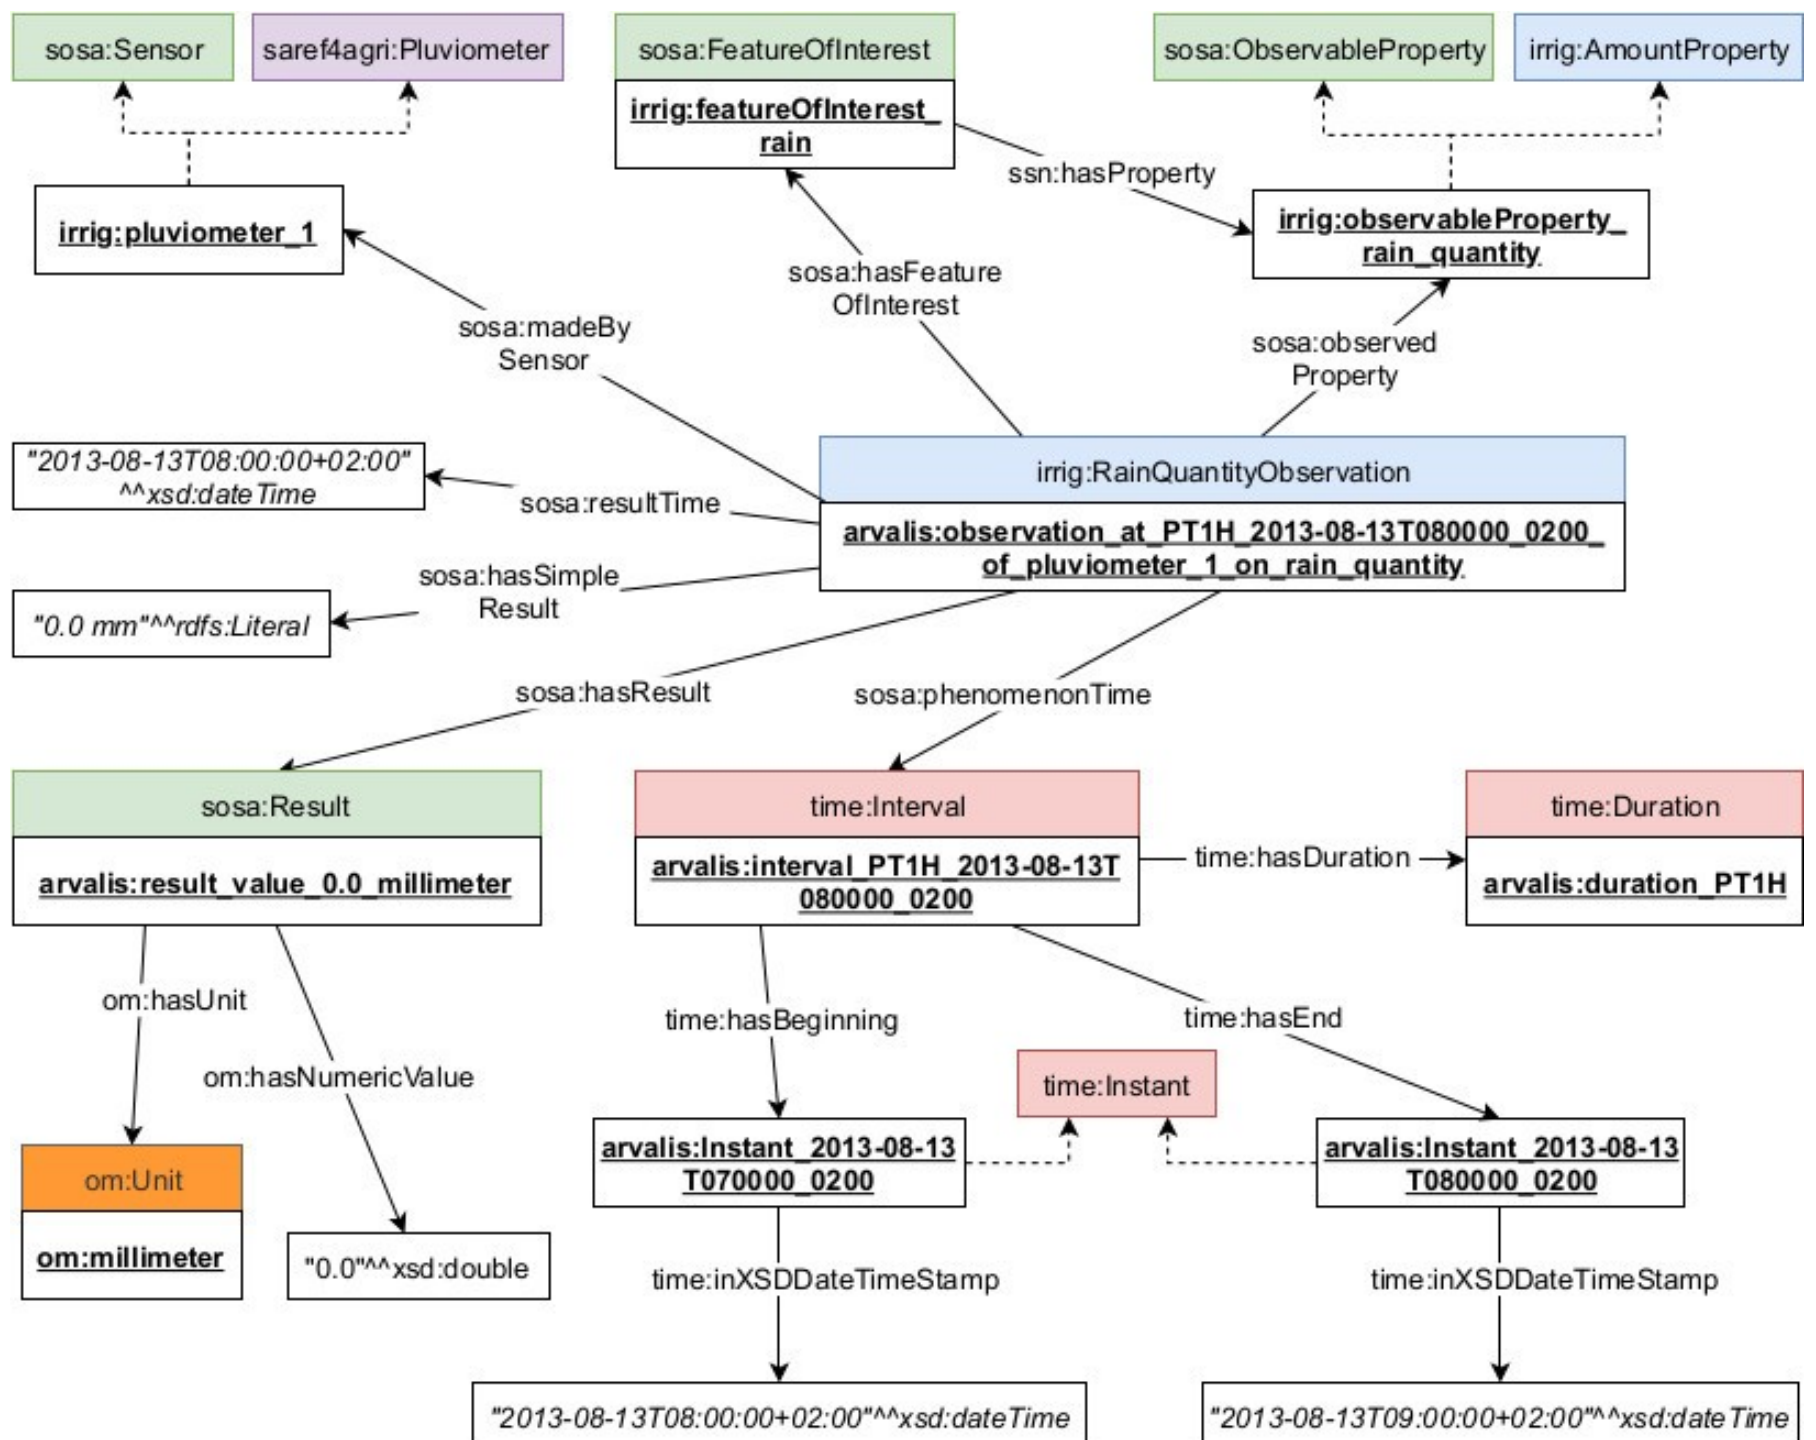 sosa:Sensor
saref4agri:Pluviometer
sosa:FeatureOfInterest
sosa:ObservableProperty
irrig:AmountProperty
irrig:featureOfInterest_
rain
ssn:hasProperty
irrig:pluviometer_1
irrig:observableProperty_
rain_quantity
sosa:hasFeature
OfInterest
sosa:madeBy
Sensor
sosa:observed
Property
"2013-08-13T08:00:00+02:00"
^^xsd:dateTime
sosa:resultTime
irrig:RainQuantityObservation
arvalis:observation_at_PT1H_2013-08-13T080000_0200_
of_pluviometer_1_on_rain_quantity
sosa:hasSimple
Result
"0.0 mm"^^rdfs:Literal
sosa:hasResult
sosa:phenomenonTime
sosa:Result
time:Interval
time:Duration
arvalis:result_value_0.0_millimeter
arvalis:interval_PT1H_2013-08-13T
080000_0200
time:hasDuration
arvalis:duration_PT1H
om:hasUnit
om:hasNumericValue
time:hasBeginning
time:hasEnd
time:Instant
om:Unit
om:millimeter
"0.0"^^xsd:double
arvalis:Instant_2013-08-13
T070000_0200
arvalis:Instant_2013-08-13
T080000_0200
time:inXSDDateTimeStamp
time:inXSDDateTimeStamp
"2013-08-13T08:00:00+02:00"^^xsd:dateTime
"2013-08-13T09:00:00+02:00"^^xsd:dateTime